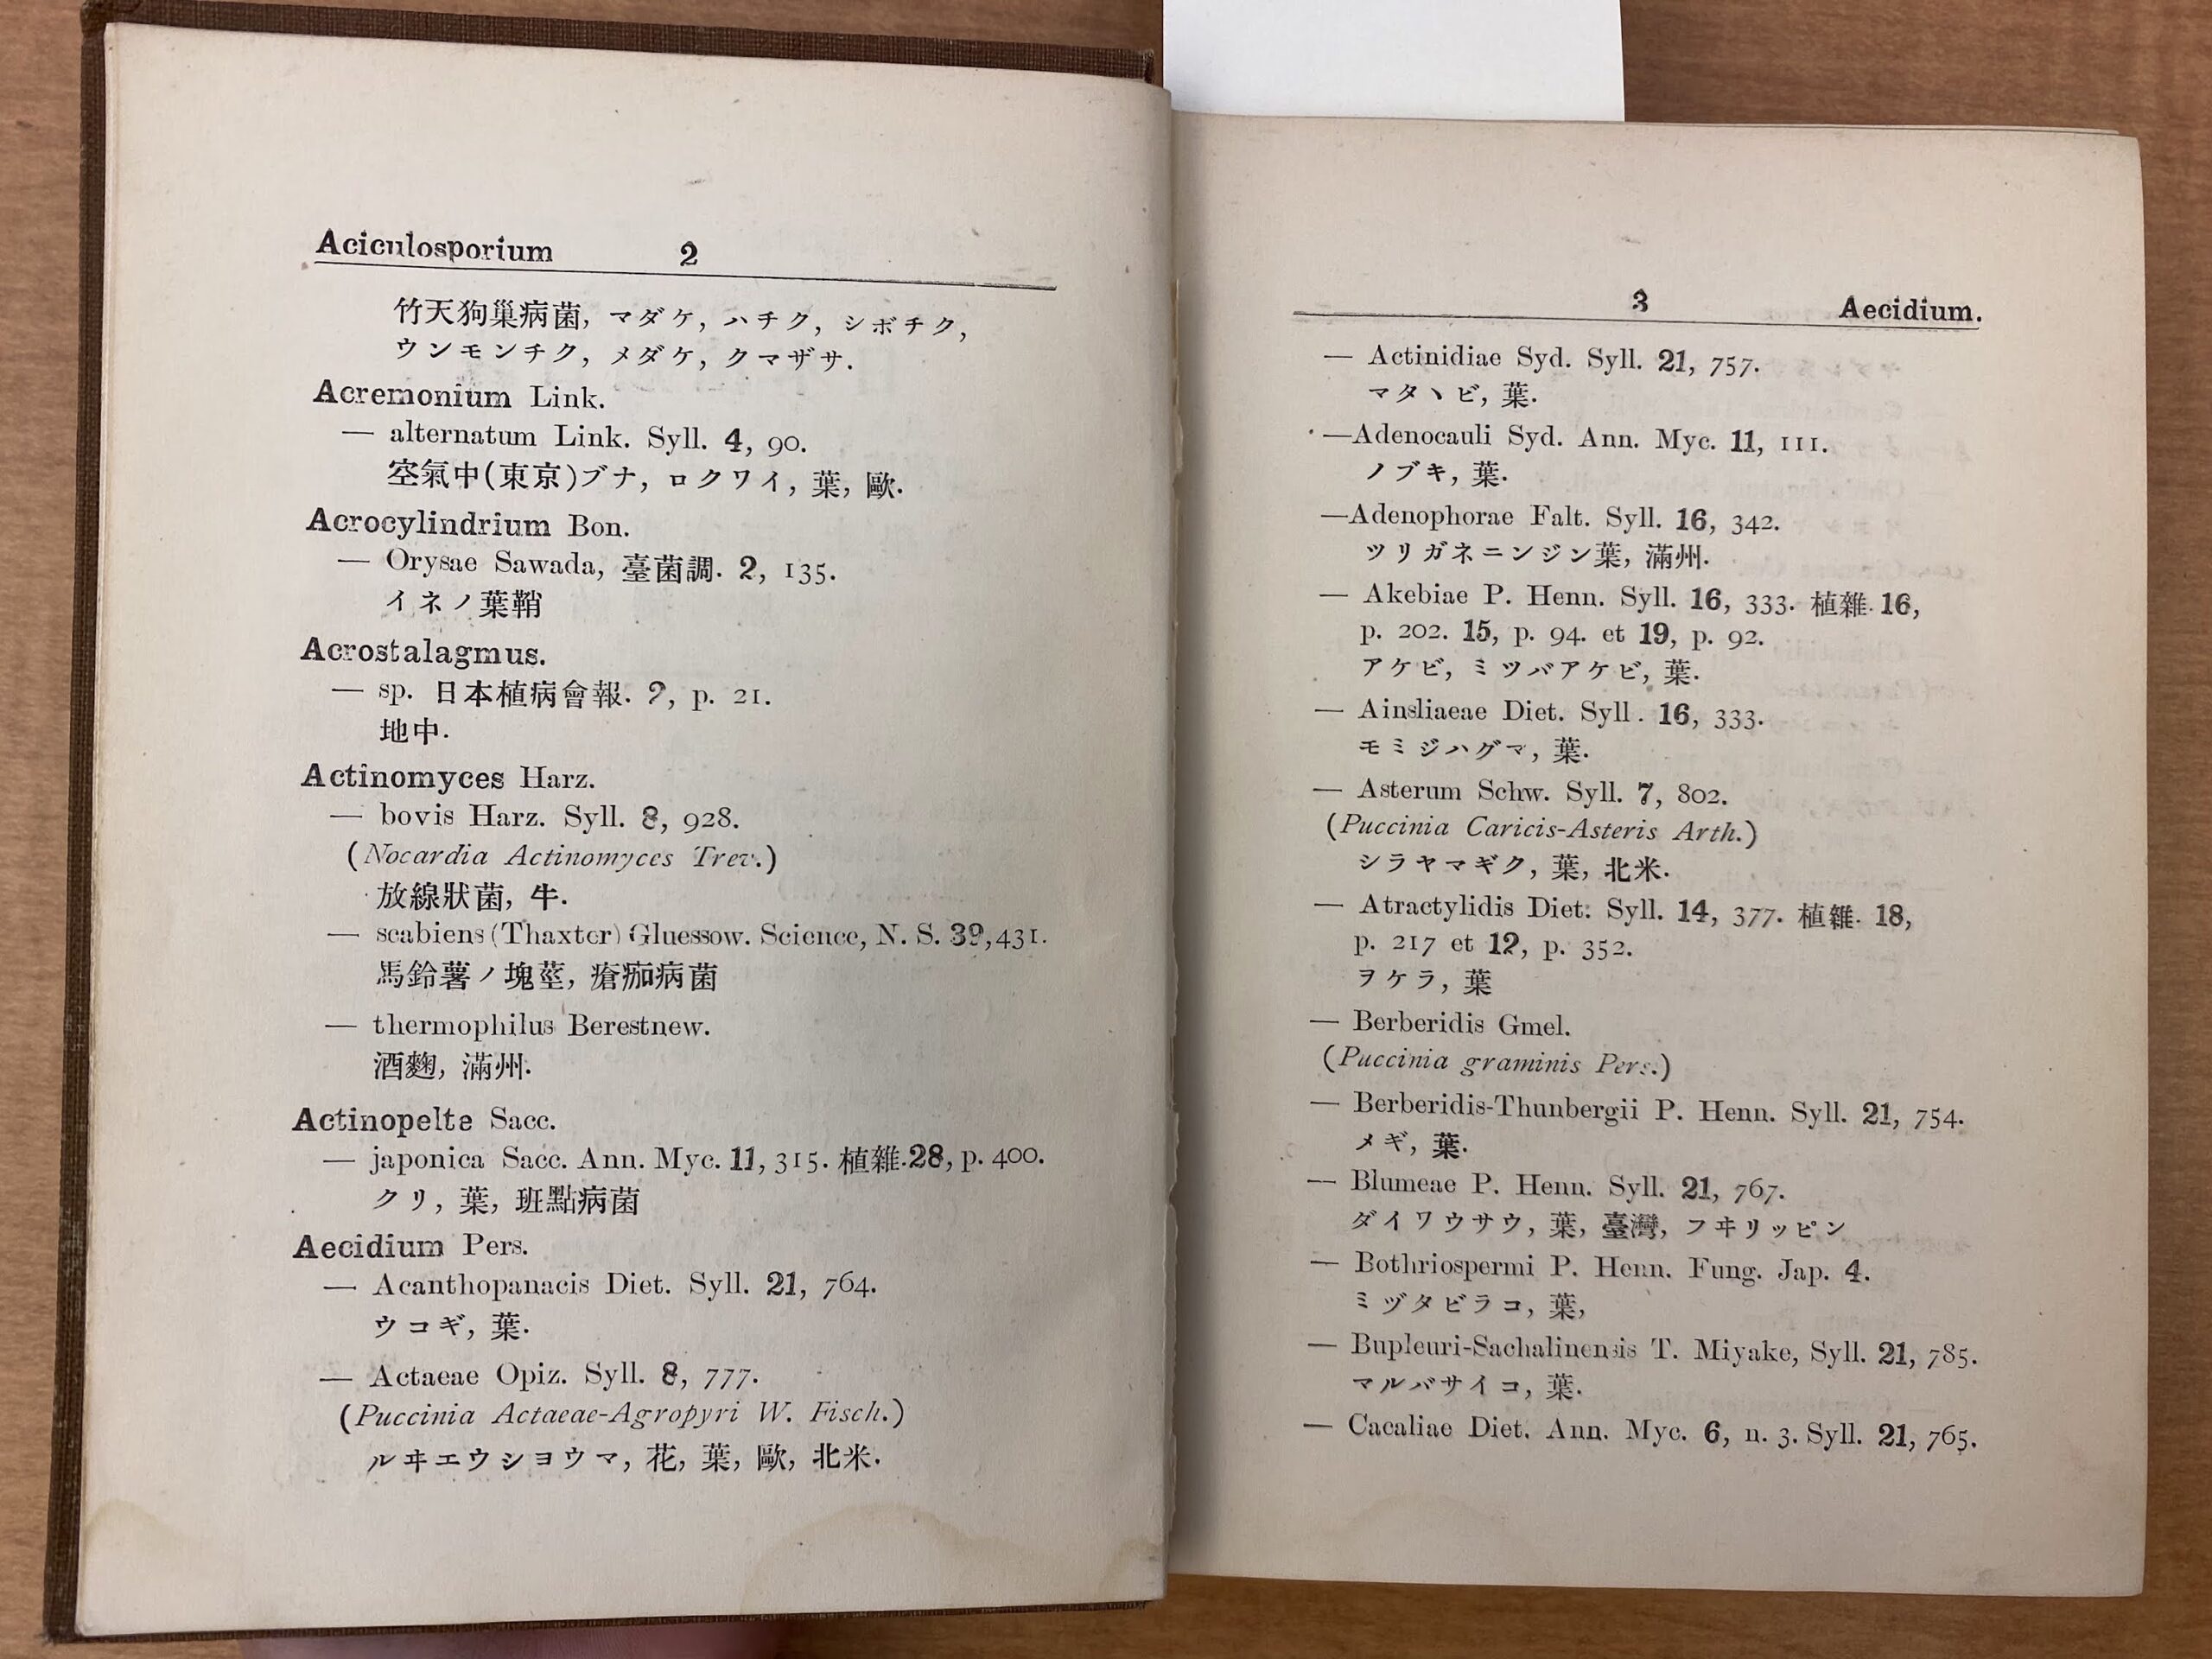 Aciculosporium 2
竹天狗巢病菌, マダケ, ハチク, シボチク,
ウンモンチク, メダケ, クマザサ.
Acremonium Link.
— alternatum Link. Syll. 4, 90.
空氣中(東京)ブナ, ロクワイ, 葉, 歐.
Acrocylindrium Bon.
— Orysae Sawada, 臺菌調. 2, 135.
イネノ葉鞘
Acrostalagmus.
— sp. 日本植病會報. 2, p. 21.
地中.
Actinomyces Harz.
— bovis Harz. Syll. 8, 928.
(Nocardia Actinomyces Trev.)
放線狀菌, 牛.
— scabiens (Thaxter) Gluessow. Science, N. S. 39, 431.
馬鈴薯ノ塊莖, 瘡痂病菌
— thermophilus Berestnew.
酒麴, 滿州.
Actinopelte Sacc.
— japonica Sacc. Ann. Myc. 11, 315. 植雜. 28, p. 400.
クリ, 葉, 班點病菌
Aecidium Pers.
— Acanthopanacis Diet. Syll. 21, 764.
ウコギ, 葉.
— Actaeae Opiz. Syll. 8, 777.
(Puccinia Actaeae-Agropyri W. Fisch.)
ルヰエウショウマ, 花, 葉, 歐, 北米.
3 Aecidium.
— Actinidiae Syd. Syll. 21, 757.
マタヽビ, 葉.
—Adenocauli Syd. Ann. Myc. 11, 111.
ノブキ, 葉.
—Adenophorae Falt. Syll. 16, 342.
ツリガネニンジン葉, 滿州.
— Akebiae P. Henn. Syll. 16, 333. 植雜. 16,
p. 202. 15, p. 94. et 19, p. 92.
アケビ, ミツバアケビ, 葉.
— Ainsliaeae Diet. Syll. 16, 333.
モミジハグマ, 葉.
— Asterum Schw. Syll. 7, 802.
(Puccinia Caricis-Asteris Arth.)
シラヤマギク, 葉, 北米.
— Atractylidis Diet. Syll. 14, 377. 植雜. 18,
p. 217 et 12, p. 352.
ヲケラ, 葉
— Berberidis Gmel.
(Puccinia graminis Pers.)
— Berberidis-Thunbergii P. Henn. Syll. 21, 754.
メギ, 葉.
— Blumeae P. Henn. Syll. 21, 767.
ダイワウサウ, 葉, 臺灣, フヰリッピン
— Bothriospermi P. Henn. Fung. Jap. 4.
ミヅタビラコ, 葉,
— Bupleuri-Sachalinensis T. Miyake, Syll. 21, 785.
マルバサイコ, 葉.
— Cacaliae Diet. Ann. Myc. 6, n. 3. Syll. 21, 765.